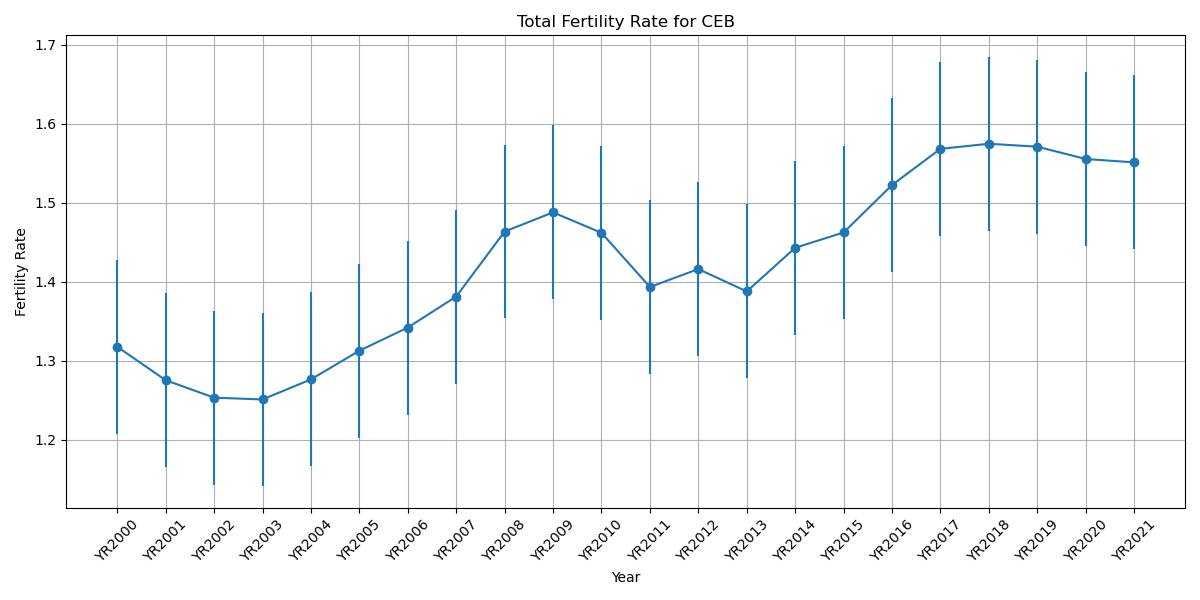 Total Fertility Rate for CEB
Fertility Rate
1.7
1.6
1.5
1.4
1.3
1.2
YR2000
YR2001
YR2002
YR2003
YR2004
YR2005
YR2006
YR2007
YR2008
YR2009
YR2010
YR2011
YR2012
YR2013
YR2014
YR2015
YR2016
YR2017
YR2018
YR2019
YR2020
YR2021
Year